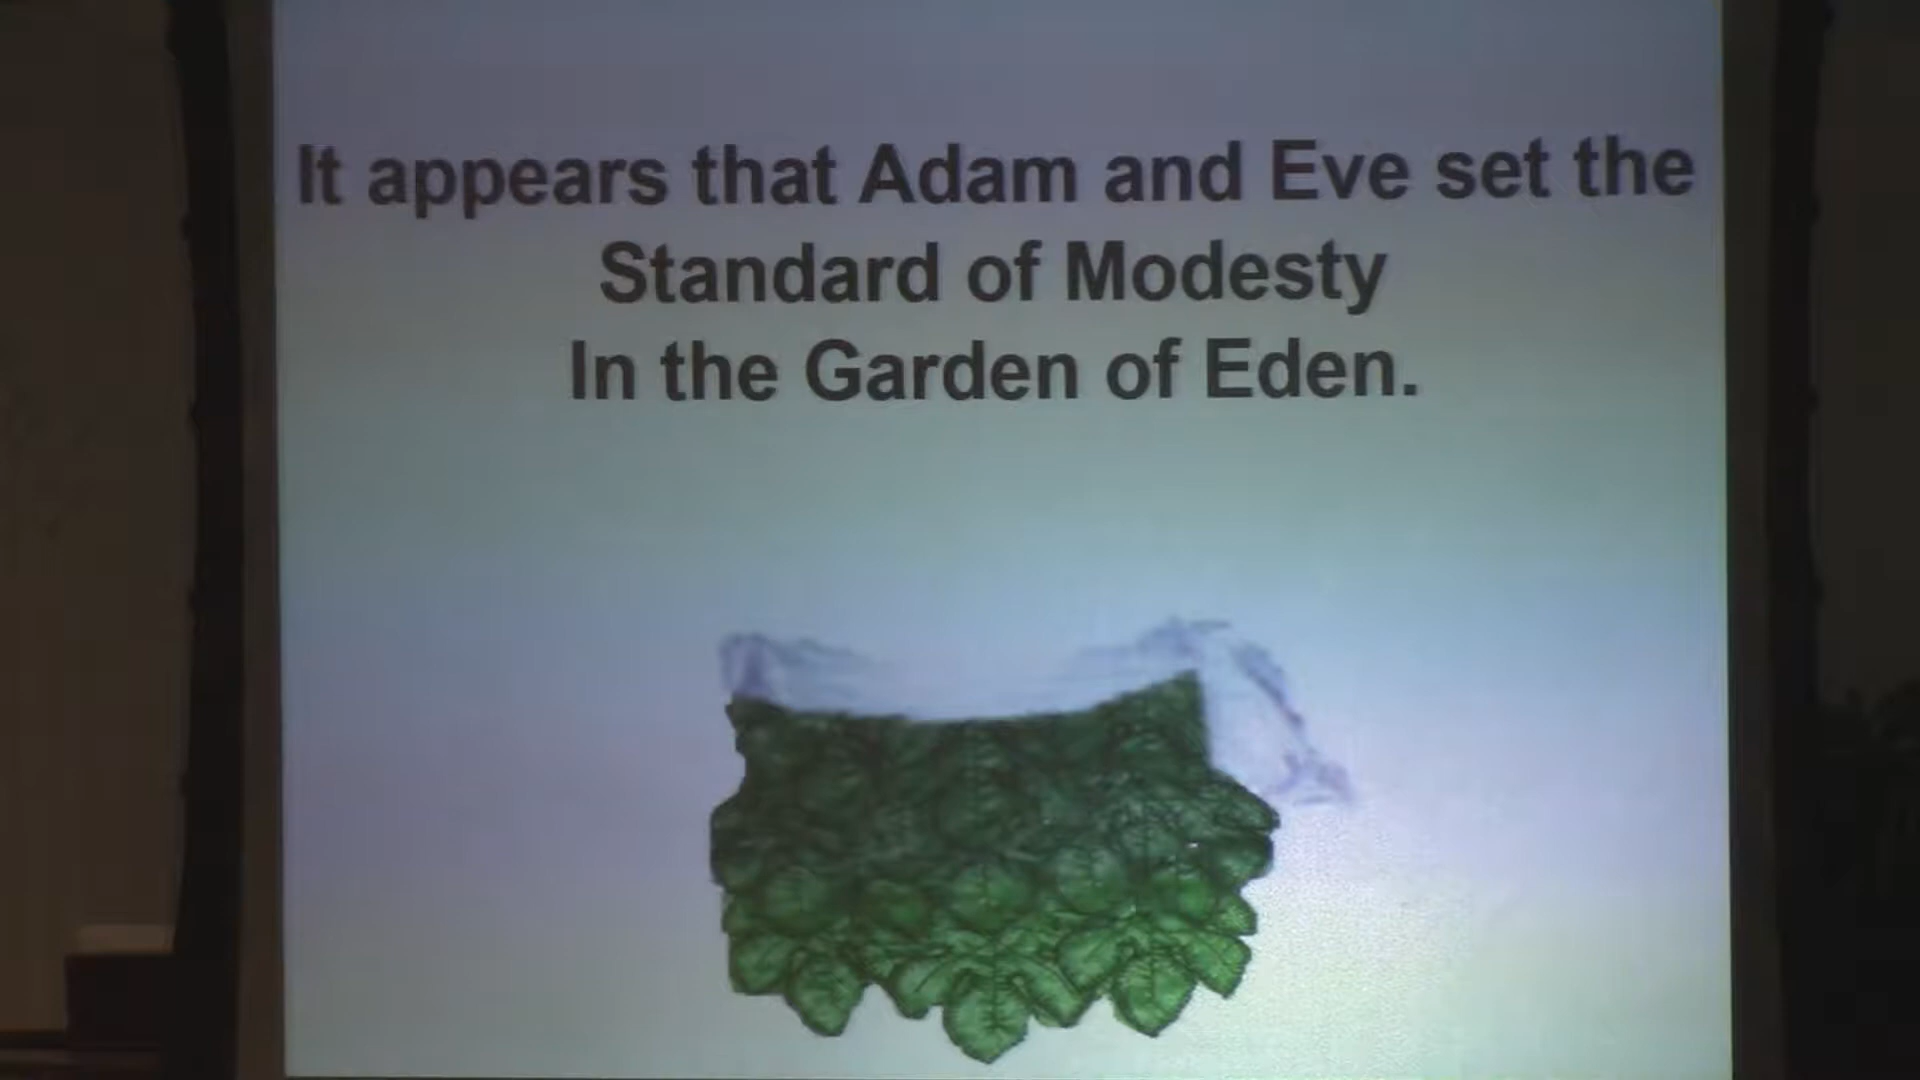 It appears that Adam and Eve set the
Standard of Modesty
In the Garden of Eden.